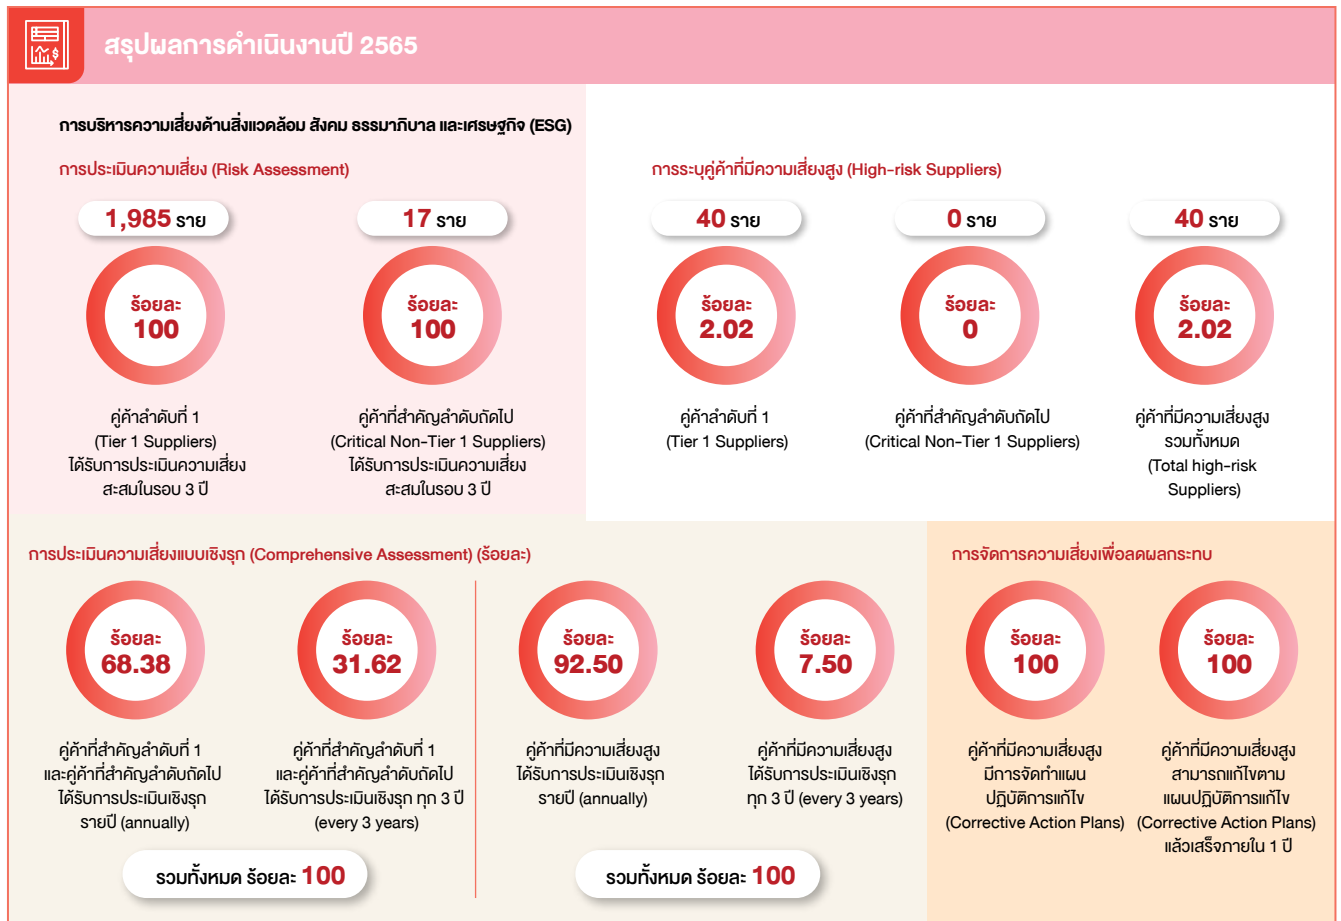 สรุปผลการดำเนินงานปี 2565
การบริหารความเสี่ยงด้านสิ่งแวดล้อม สังคม ธรรมาภิบาล และเศรษฐกิจ (ESG)
การประเมินความเสี่ยง (Risk Assessment)
1,985 ราย
ร้อยละ
100
คู่ค้าลำดับที่ 1
(Tier 1 Suppliers)
ได้รับการประเมินความเสี่ยง
สะสมในรอบ 3 ปี
17 ราย
ร้อยละ
100
คู่ค้าที่สำคัญลำดับถัดไป
(Critical Non-Tier 1 Suppliers)
ได้รับการประเมินความเสี่ยง
สะสมในรอบ 3 ปี
การระบุคู่ค้าที่มีความเสี่ยงสูง (High-risk Suppliers)
40 ราย
ร้อยละ
2.02
คู่ค้าลำดับที่ 1
(Tier 1 Suppliers)
0 ราย
ร้อยละ
0
คู่ค้าที่สำคัญลำดับถัดไป
(Critical Non-Tier 1 Suppliers)
40 ราย
ร้อยละ
2.02
คู่ค้าที่มีความเสี่ยงสูง
รวมทั้งหมด
(Total high-risk
Suppliers)
การประเมินความเสี่ยงแบบเชิงรุก (Comprehensive Assessment) (ร้อยละ)
ร้อยละ
68.38
คู่ค้าที่สำคัญลำดับที่ 1
และคู่ค้าที่สำคัญลำดับถัดไป
ได้รับการประเมินเชิงรุก
รายปี (annually)
ร้อยละ
31.62
คู่ค้าที่สำคัญลำดับที่ 1
และคู่ค้าที่สำคัญลำดับถัดไป
ได้รับการประเมินเชิงรุก ทุก 3 ปี
(every 3 years)
รวมทั้งหมด ร้อยละ 100
ร้อยละ
92.50
คู่ค้าที่มีความเสี่ยงสูง
ได้รับการประเมินเชิงรุก
รายปี (annually)
ร้อยละ
7.50
คู่ค้าที่มีความเสี่ยงสูง
ได้รับการประเมินเชิงรุก
ทุก 3 ปี (every 3 years)
รวมทั้งหมด ร้อยละ 100
การจัดการความเสี่ยงเพื่อลดผลกระทบ
ร้อยละ
100
คู่ค้าที่มีความเสี่ยงสูง
มีการจัดทำแผน
ปฏิบัติการแก้ไข
(Corrective Action Plans)
ร้อยละ
100
คู่ค้าที่มีความเสี่ยงสูง
สามารถแก้ไขตาม
แผนปฏิบัติการแก้ไข
(Corrective Action Plans)
แล้วเสร็จภายใน 1 ปี